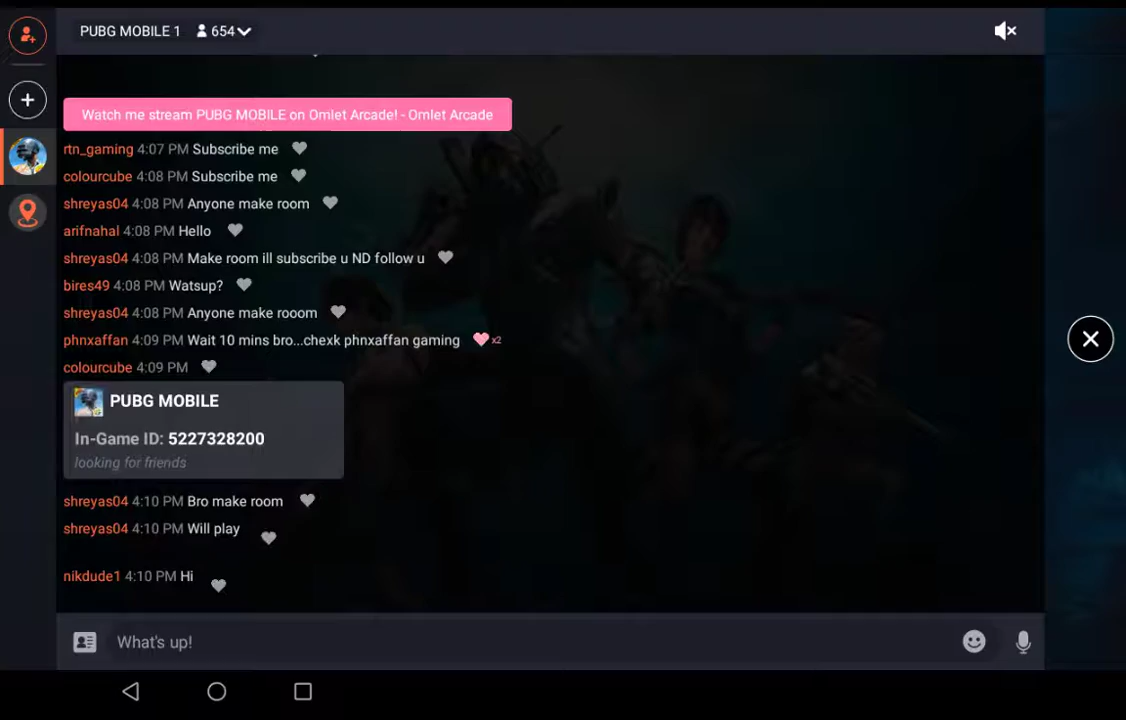 PUBG MOBILE 1 654
Watch me stream PUBG MOBILE on Omlet Arcade! - Omlet Arcade
rtn_gaming 4:07 PM Subscribe me
colourcube 4:08 PM Subscribe me
shreyas04 4:08 PM Anyone make room
arifnahal 4:08 PM Hello
shreyas04 4:08 PM Make room ill subscribe u ND follow u
bires49 4:08 PM Watsup?
shreyas04 4:08 PM Anyone make rooom
phnxaffan 4:09 PM Wait 10 mins bro...chexk phnxaffan gaming x2
colourcube 4:09 PM
PUBG MOBILE
In-Game ID: 5227328200
looking for friends
shreyas04 4:10 PM Bro make room
shreyas04 4:10 PM Will play
nikdude1 4:10 PM Hi
What's up!